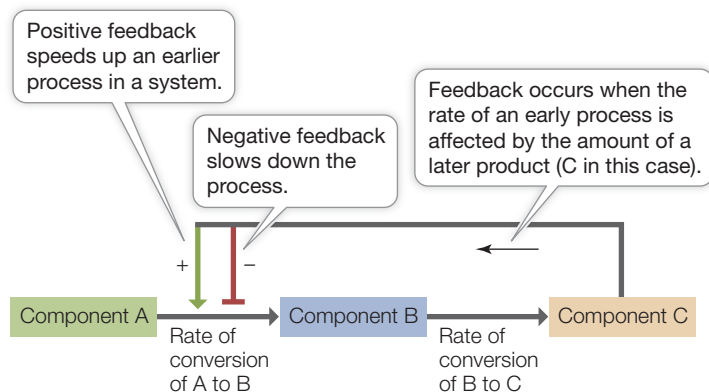 Positive feedback
speeds up an earlier
process in a system.
Negative feedback
slows down the
process.
Feedback occurs when the
rate of an early process is
affected by the amount of a
later product (C in this case).
+
–
Component A
Rate of
conversion
of A to B
Component B
Rate of
conversion
of B to C
Component C